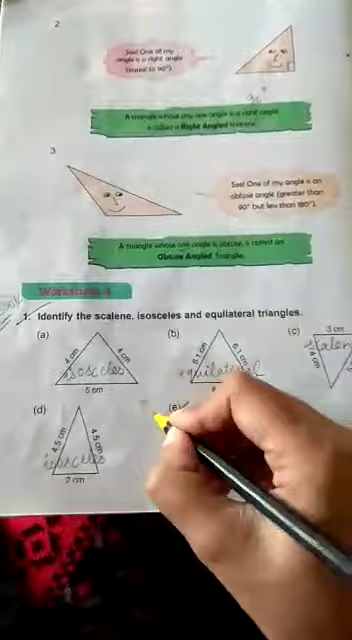 2
See! One of my
angle is a right angle
(equal to 90°).
90°
A triangle whose any one angle is a right angle
is called a Right Angled triangle.
3
See! One of my angle is an
obtuse angle (greater than
90° but less than 180°).
A triangle whose one angle is obtuse, is called an
Obtuse Angled Triangle.
Worksheet 4
1. Identify the scalene, isosceles and equilateral triangles.
(a) (b) (c) 3 cm
4 cm 4 cm 6.1 cm 6.1 cm 4 cm
isosceles equilateral scalen
5 cm
(d) (e)
4.5 cm 4.5 cm
isosceles
2 cm